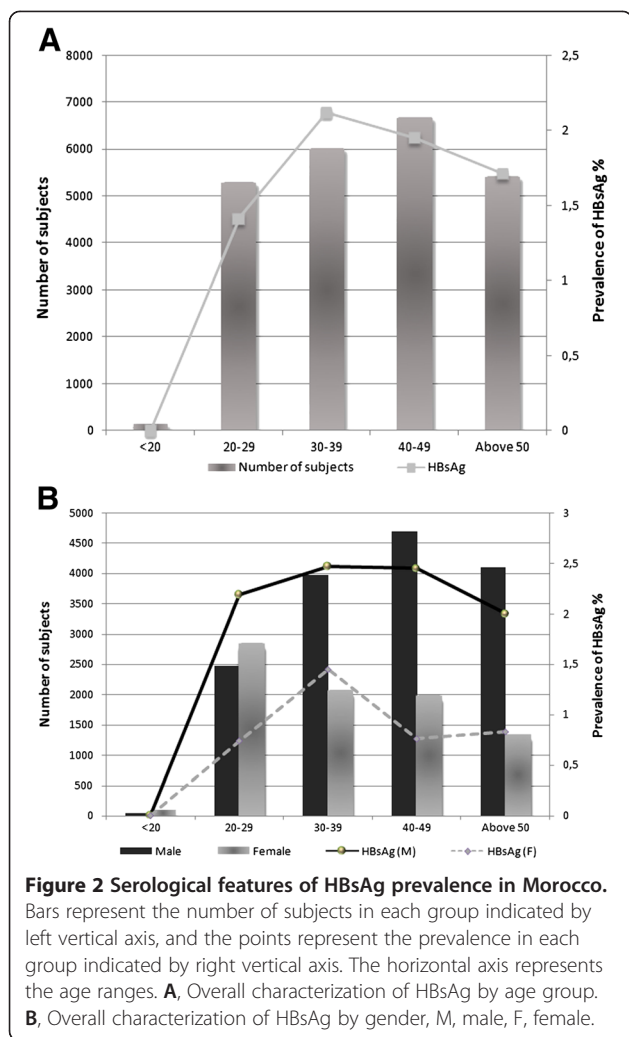 A
8000
7000
6000
5000
4000
3000
2000
1000
0
Number of subjects
2,5
2
1,5
1
0,5
0
Prevalence of HBsAg %
<20 20-29 30-39 40-49 Above 50
Number of subjects HBsAg
B
5000
4500
4000
3500
3000
2500
2000
1500
1000
500
0
Number of subjects
3
2,5
2
1,5
1
0,5
0
Prevalence of HBsAg %
<20 20-29 30-39 40-49 Above 50
Male Female HBsAg (M) HBsAg (F)
Figure 2 Serological features of HBsAg prevalence in Morocco.
Bars represent the number of subjects in each group indicated by
left vertical axis, and the points represent the prevalence in each
group indicated by right vertical axis. The horizontal axis represents
the age ranges. A, Overall characterization of HBsAg by age group.
B, Overall characterization of HBsAg by gender, M, male, F, female.